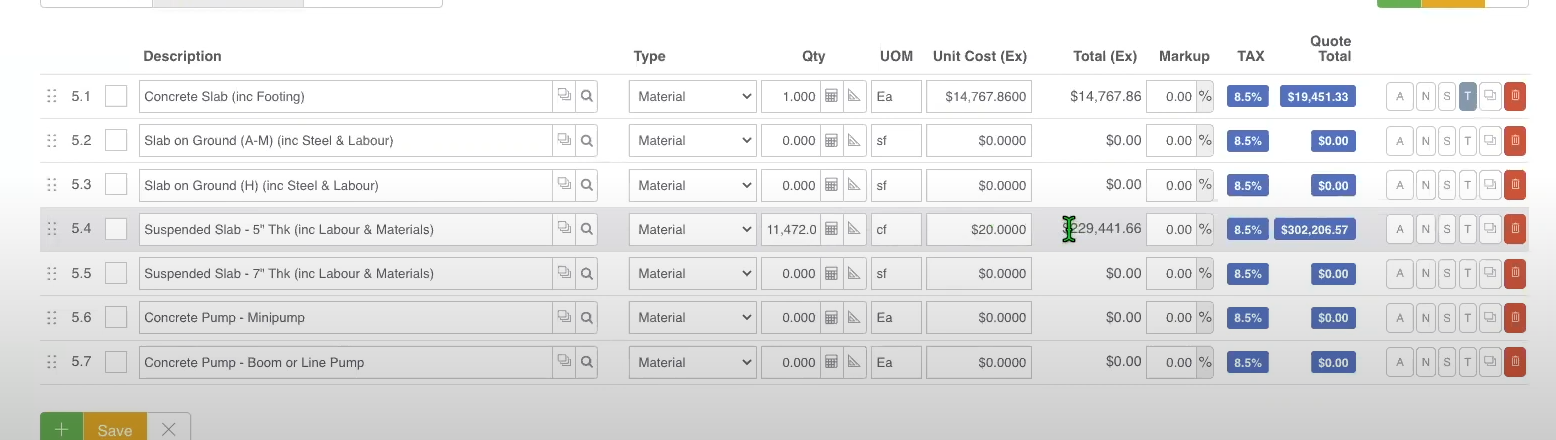 Description Type Qty UOM Unit Cost (Ex) Total (Ex) Markup TAX Quote Total
5.1 Concrete Slab (inc Footing) Material 1.000 Ea $14,767.8600 $14,767.86 0.00 % 8.5% $19,451.33 A N S T
5.2 Slab on Ground (A-M) (inc Steel & Labour) Material 0.000 sf $0.0000 $0.00 0.00 % 8.5% $0.00 A N S T
5.3 Slab on Ground (H) (inc Steel & Labour) Material 0.000 sf $0.0000 $0.00 0.00 % 8.5% $0.00 A N S T
5.4 Suspended Slab - 5" Thk (inc Labour & Materials) Material 11,472.0 cf $20.0000 $229,441.66 0.00 % 8.5% $302,206.57 A N S T
5.5 Suspended Slab - 7" Thk (inc Labour & Materials) Material 0.000 sf $0.0000 $0.00 0.00 % 8.5% $0.00 A N S T
5.6 Concrete Pump - Minipump Material 0.000 Ea $0.0000 $0.00 0.00 % 8.5% $0.00 A N S T
5.7 Concrete Pump - Boom or Line Pump Material 0.000 Ea $0.0000 $0.00 0.00 % 8.5% $0.00 A N S T
+ Save